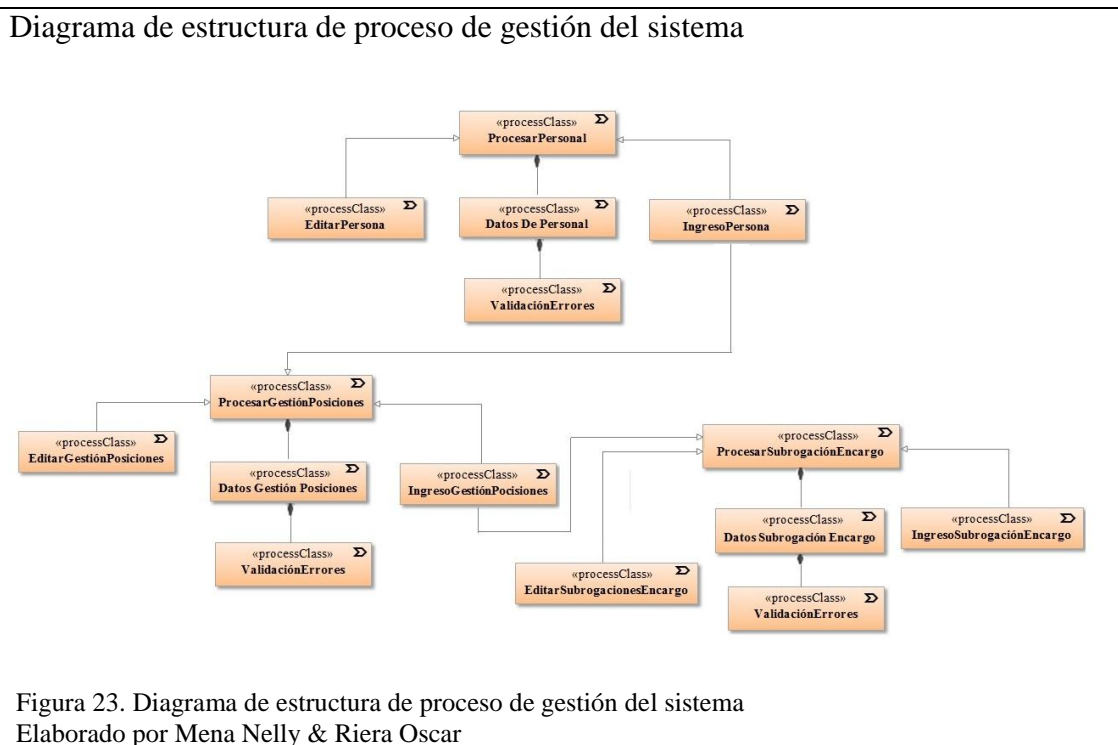 Diagrama de estructura de proceso de gestión del sistema
«processClass»
ProcesarPersonal
«processClass»
EditarPersona
«processClass»
Datos De Personal
«processClass»
IngresoPersona
«processClass»
ValidaciónErrores
«processClass»
ProcesarGestiónPosiciones
«processClass»
EditarGestiónPosiciones
«processClass»
Datos Gestión Posiciones
«processClass»
IngresoGestiónPocisiones
«processClass»
ProcesarSubrogaciónEncargo
«processClass»
Datos Subrogación Encargo
«processClass»
IngresoSubrogaciónEncargo
«processClass»
ValidaciónErrores
«processClass»
EditarSubrogacionesEncargo
«processClass»
ValidaciónErrores
Figura 23. Diagrama de estructura de proceso de gestión del sistema
Elaborado por Mena Nelly & Riera Oscar